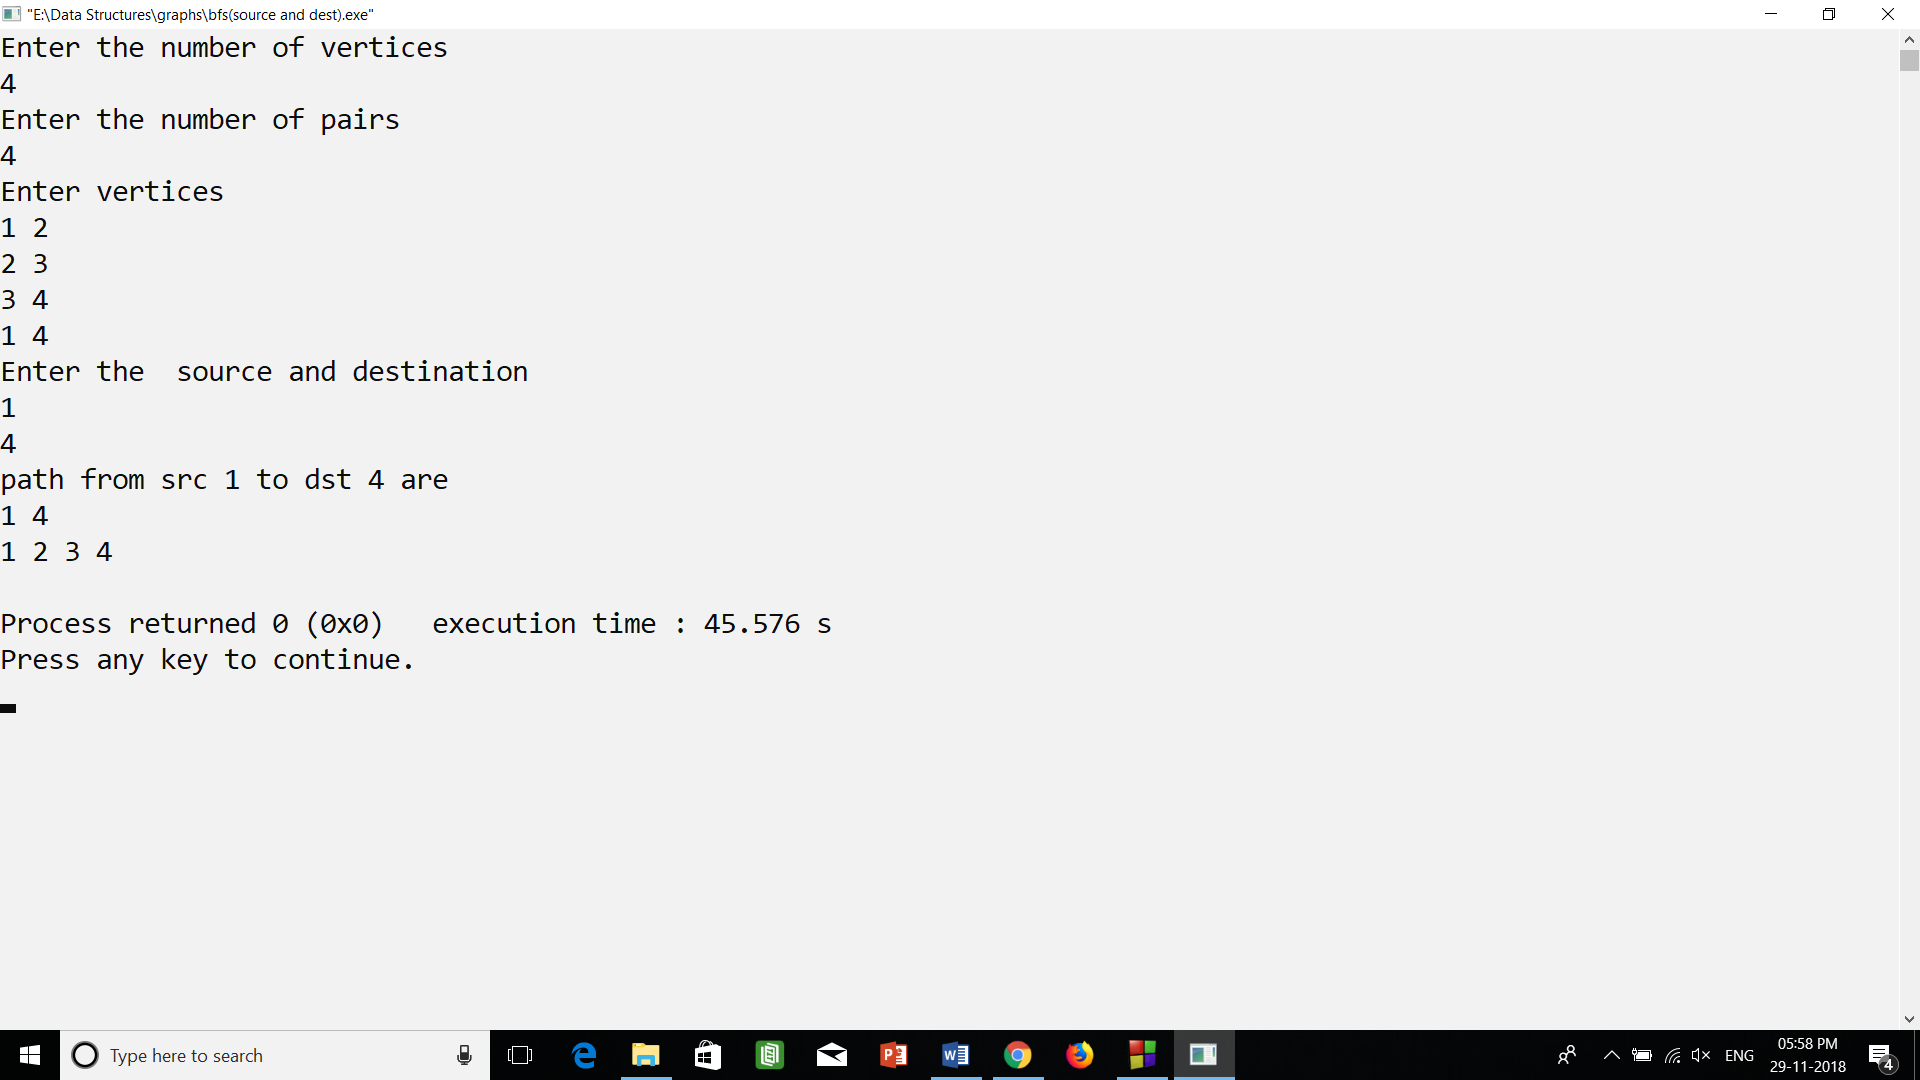 "E:\Data Structures\graphs\bfs(source and dest).exe"
Enter the number of vertices
4
Enter the number of pairs
4
Enter vertices
1 2
2 3
3 4
1 4
Enter the  source and destination
1
4
path from src 1 to dst 4 are
1 4
1 2 3 4
Process returned 0 (0x0)   execution time : 45.576 s
Press any key to continue.
Type here to search
ENG
05:58 PM
29-11-2018
4